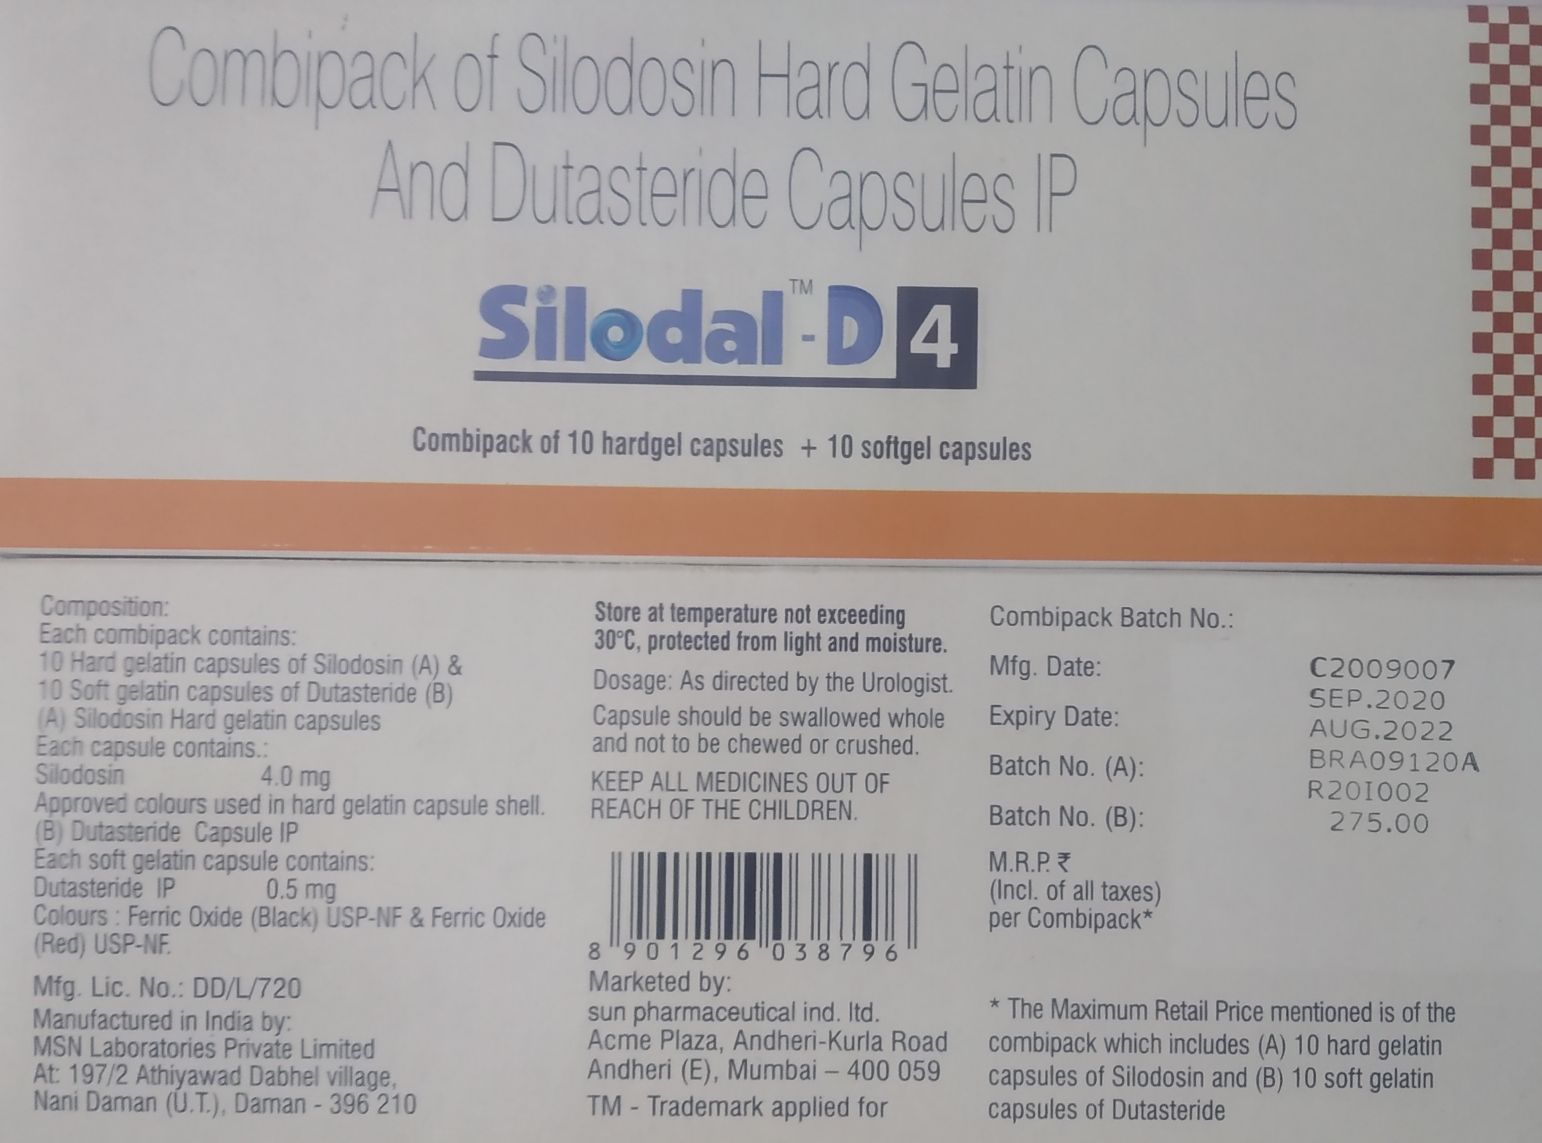 Combipack of Silodosin Hard Gelatin Capsules
And Dutasteride Capsules IP
Silodal™-D 4
Combipack of 10 hardgel capsules + 10 softgel capsules
Composition:
Each combipack contains:
10 Hard gelatin capsules of Silodosin (A) &
10 Soft gelatin capsules of Dutasteride (B)
(A) Silodosin Hard gelatin capsules
Each capsule contains.:
Silodosin 4.0 mg
Approved colours used in hard gelatin capsule shell.
(B) Dutasteride Capsule IP
Each soft gelatin capsule contains:
Dutasteride IP 0.5 mg
Colours : Ferric Oxide (Black) USP-NF & Ferric Oxide
(Red) USP-NF.
Mfg. Lic. No.: DD/L/720
Manufactured in India by:
MSN Laboratories Private Limited
At: 197/2 Athiyawad Dabhel village,
Nani Daman (U.T.), Daman - 396 210
Store at temperature not exceeding
30°C, protected from light and moisture.
Dosage: As directed by the Urologist.
Capsule should be swallowed whole
and not to be chewed or crushed.
KEEP ALL MEDICINES OUT OF
REACH OF THE CHILDREN.
8 901296 038796
Marketed by:
sun pharmaceutical ind. ltd.
Acme Plaza, Andheri-Kurla Road
Andheri (E), Mumbai – 400 059
TM - Trademark applied for
Combipack Batch No.:
Mfg. Date:
Expiry Date:
Batch No. (A):
Batch No. (B):
M.R.P. ₹
(Incl. of all taxes)
per Combipack*
C2009007
SEP.2020
AUG.2022
BRA09120A
R20I002
275.00
* The Maximum Retail Price mentioned is of the
combipack which includes (A) 10 hard gelatin
capsules of Silodosin and (B) 10 soft gelatin
capsules of Dutasteride